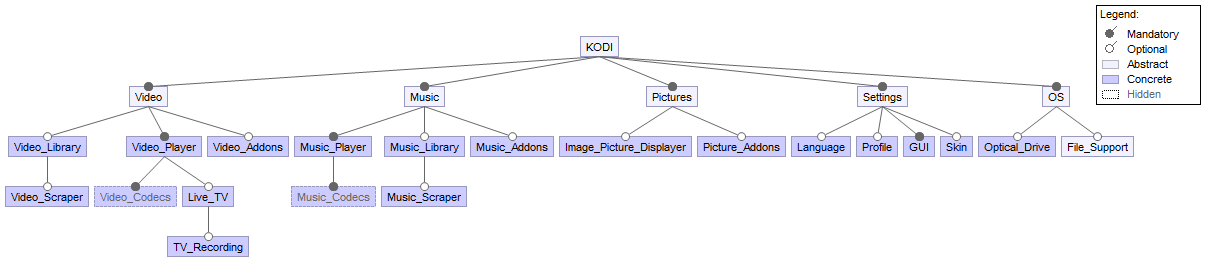 Legend:
Mandatory
Optional
Abstract
Concrete
Hidden
KODI
Video
Music
Pictures
Settings
OS
Video_Library
Video_Player
Video_Addons
Music_Player
Music_Library
Music_Addons
Image_Picture_Displayer
Picture_Addons
Language
Profile
GUI
Skin
Optical_Drive
File_Support
Video_Scraper
Video_Codecs
Live_TV
Music_Codecs
Music_Scraper
TV_Recording